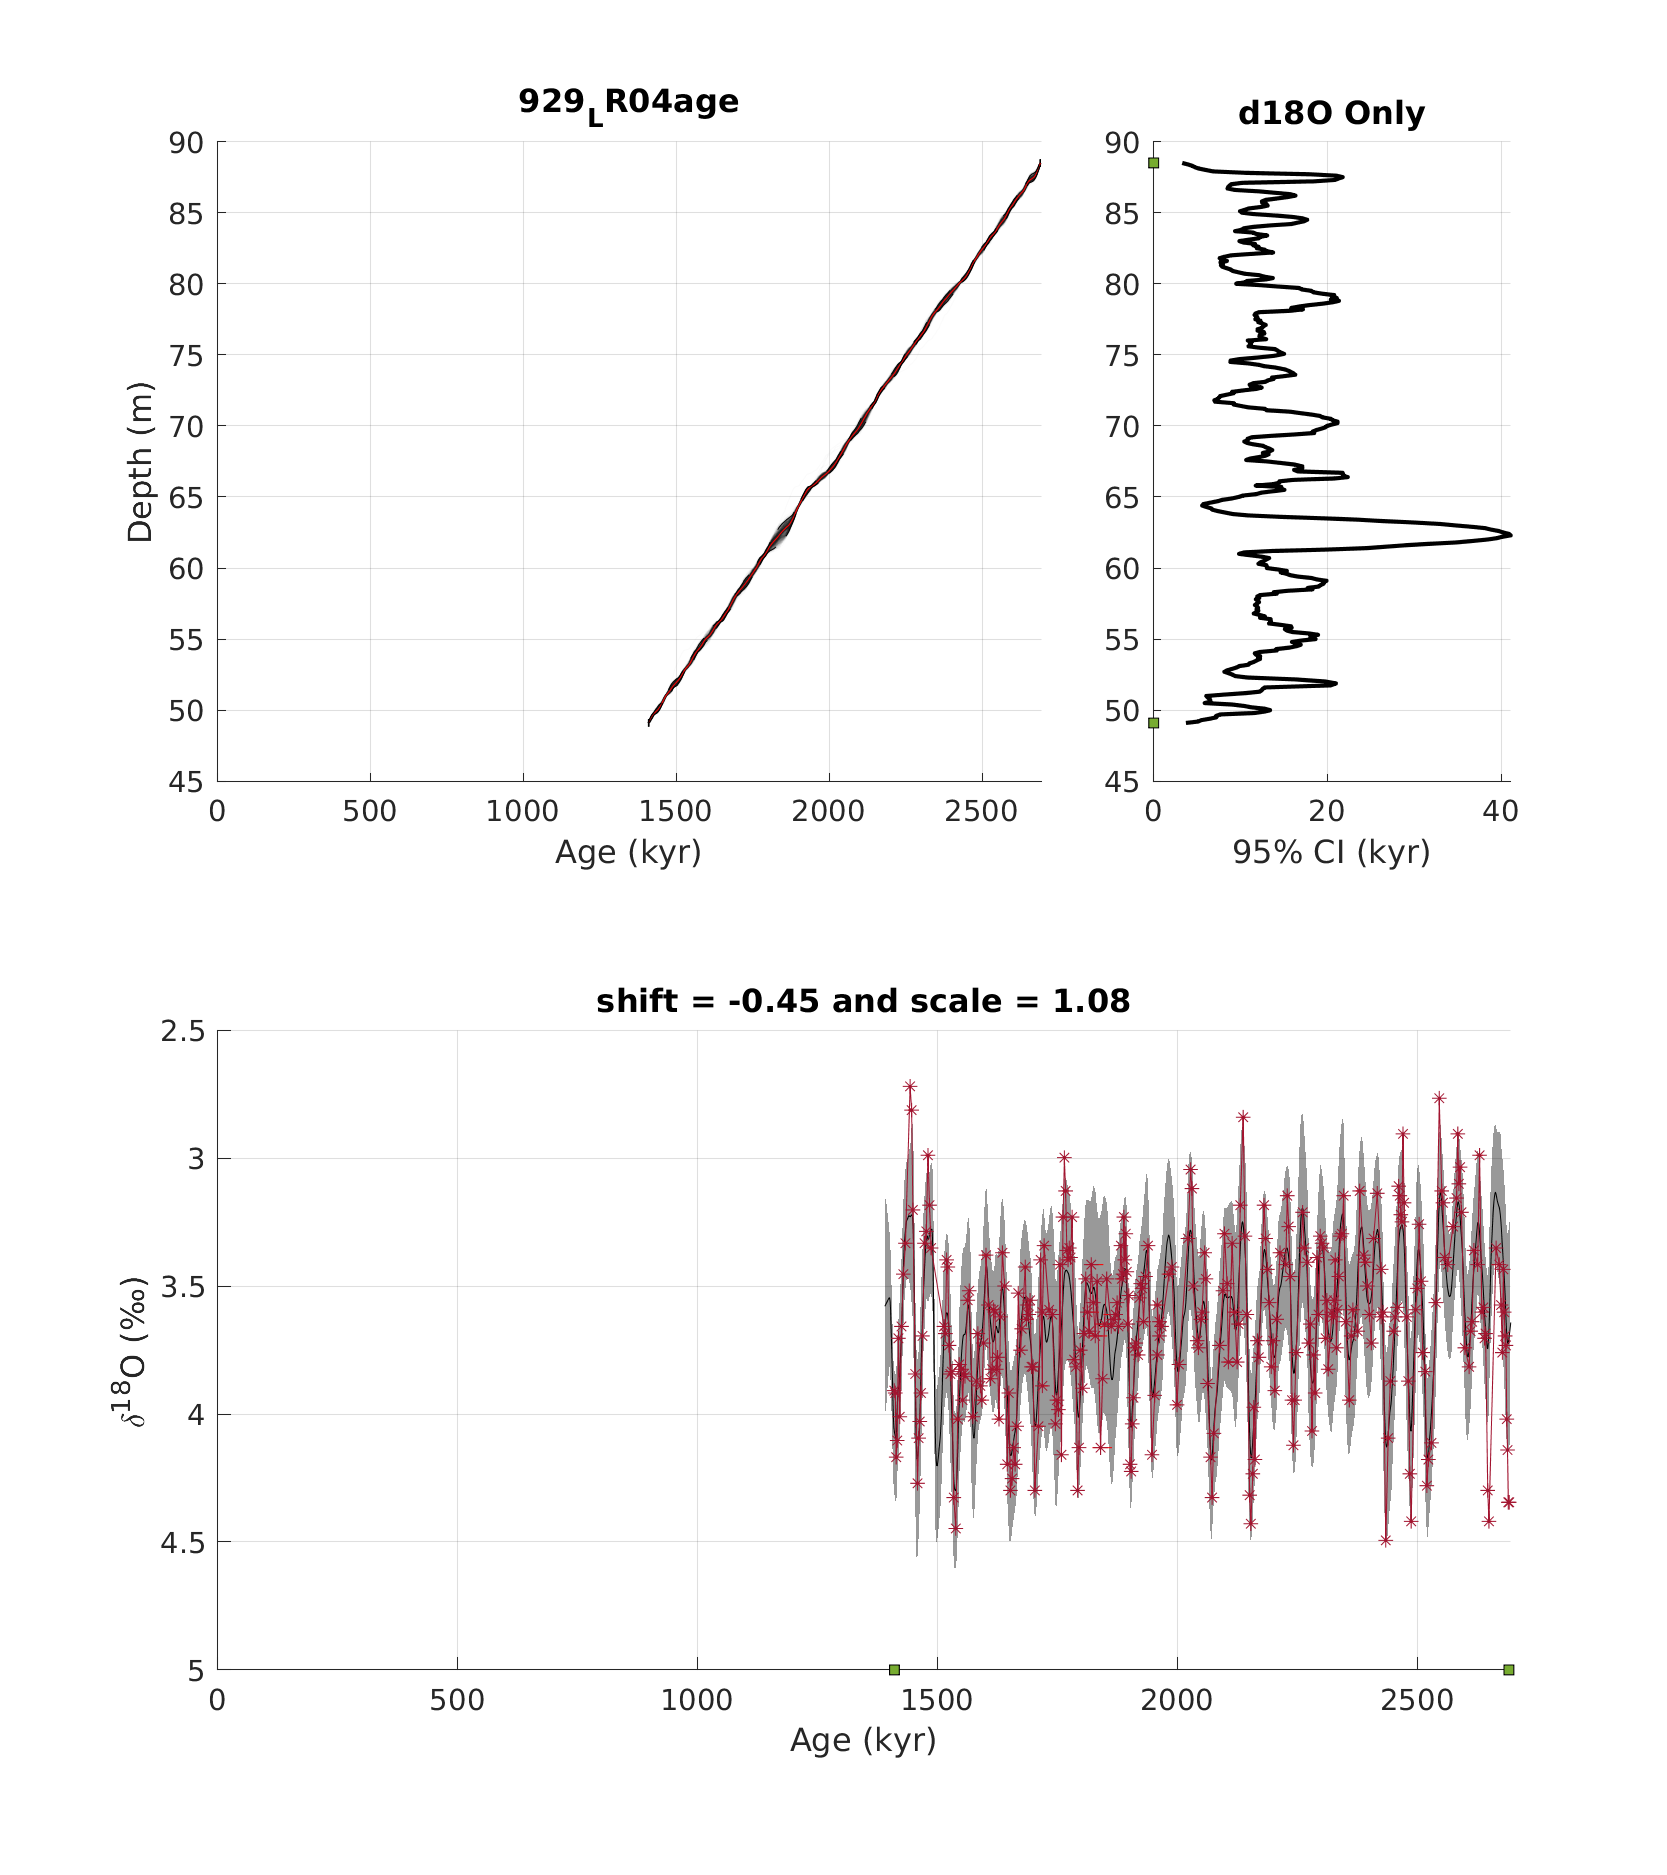 929LR04age
90
85
80
75
70
65
60
55
50
45
Depth (m)
0 500 1000 1500 2000 2500
Age (kyr)
d18O Only
90
85
80
75
70
65
60
55
50
45
0 20 40
95% CI (kyr)
shift = -0.45 and scale = 1.08
2.5
3
3.5
4
4.5
5
δ18O (‰)
0 500 1000 1500 2000 2500
Age (kyr)